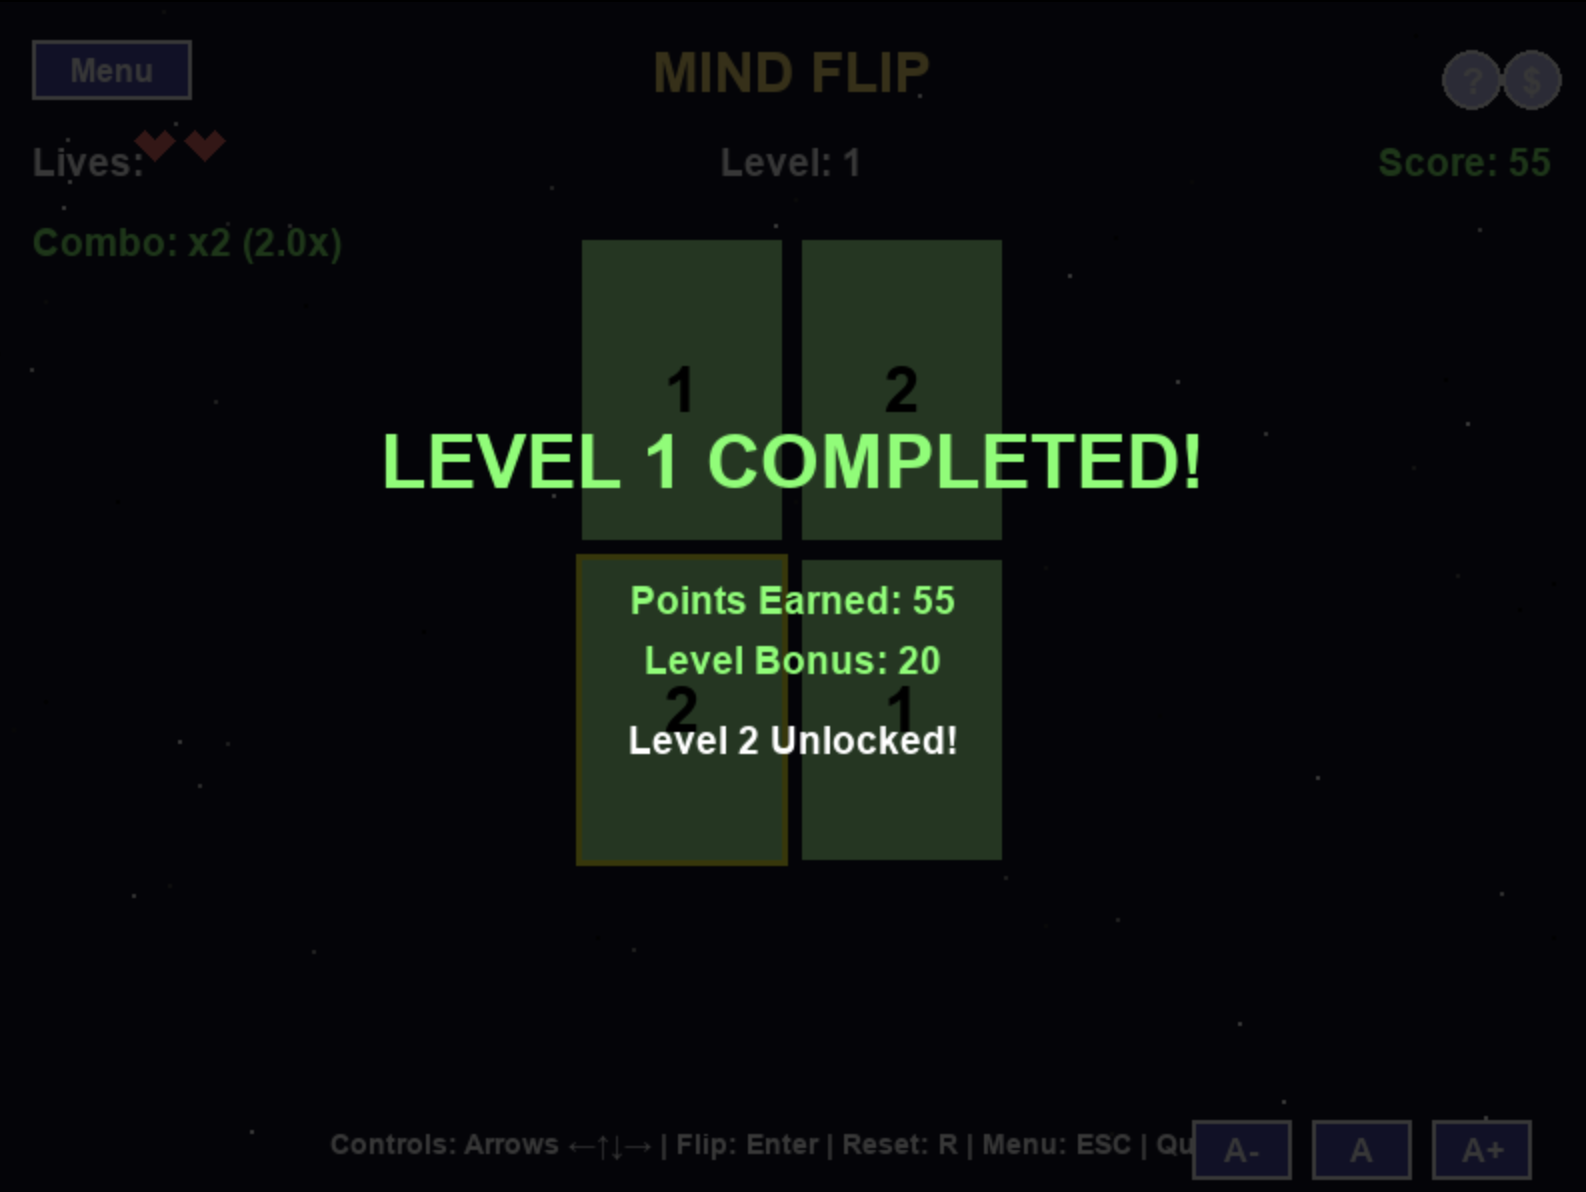 Menu
MIND FLIP
? $
Lives:
Level: 1
Score: 55
Combo: x2 (2.0x)
1 2
LEVEL 1 COMPLETED!
Points Earned: 55
Level Bonus: 20
2 1
Level 2 Unlocked!
Controls: Arrows ←↑↓→ | Flip: Enter | Reset: R | Menu: ESC | Qu
A- A A+